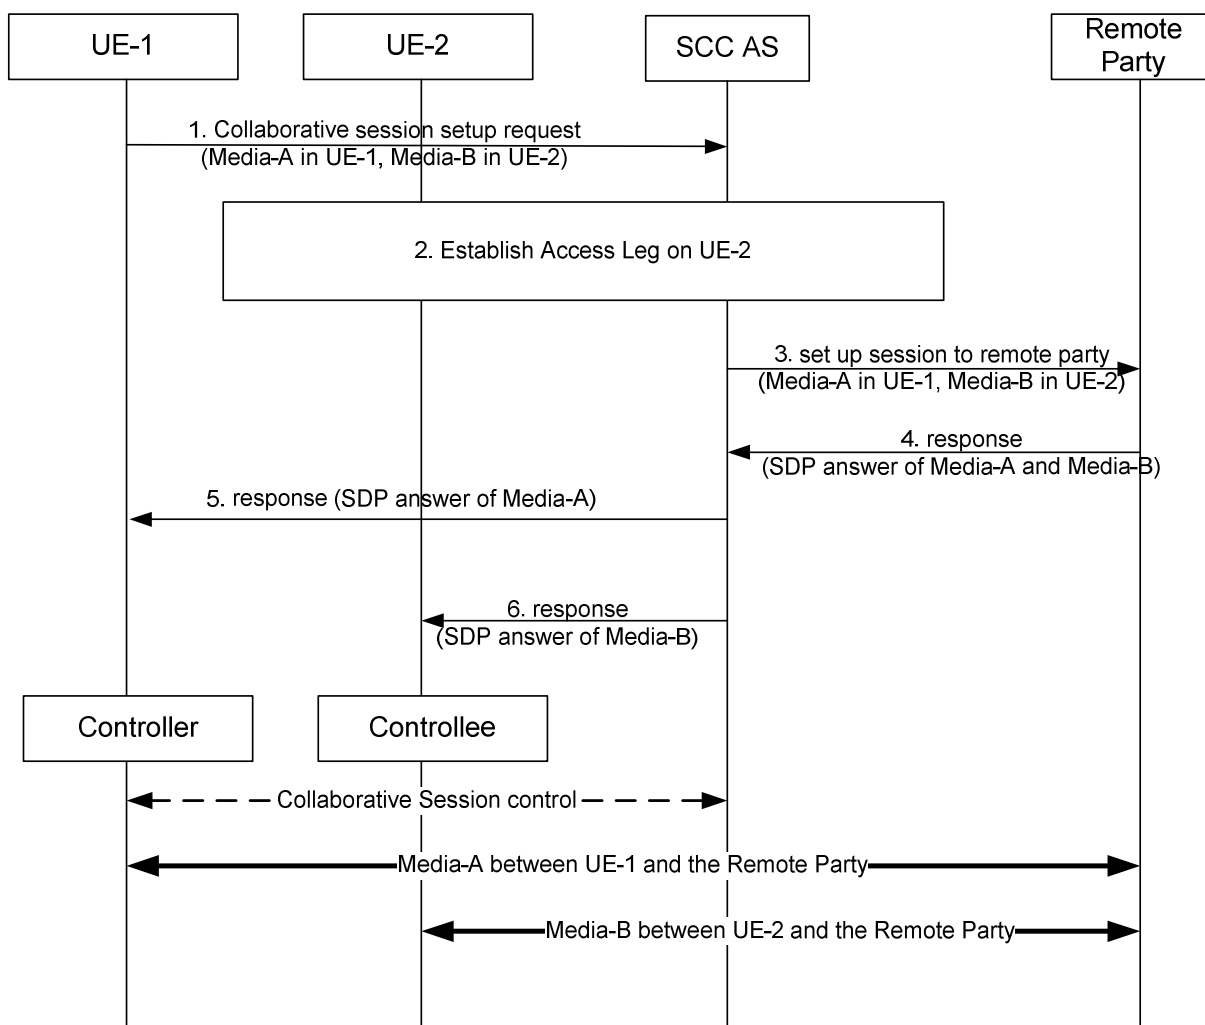 UE-1
UE-2
SCC AS
Remote
Party
1. Collaborative session setup request
(Media-A in UE-1, Media-B in UE-2)
2. Establish Access Leg on UE-2
3. set up session to remote party
(Media-A in UE-1, Media-B in UE-2)
4. response
(SDP answer of Media-A and Media-B)
5. response (SDP answer of Media-A)
6. response
(SDP answer of Media-B)
Controller
Controllee
Collaborative Session control
Media-A between UE-1 and the Remote Party
Media-B between UE-2 and the Remote Party